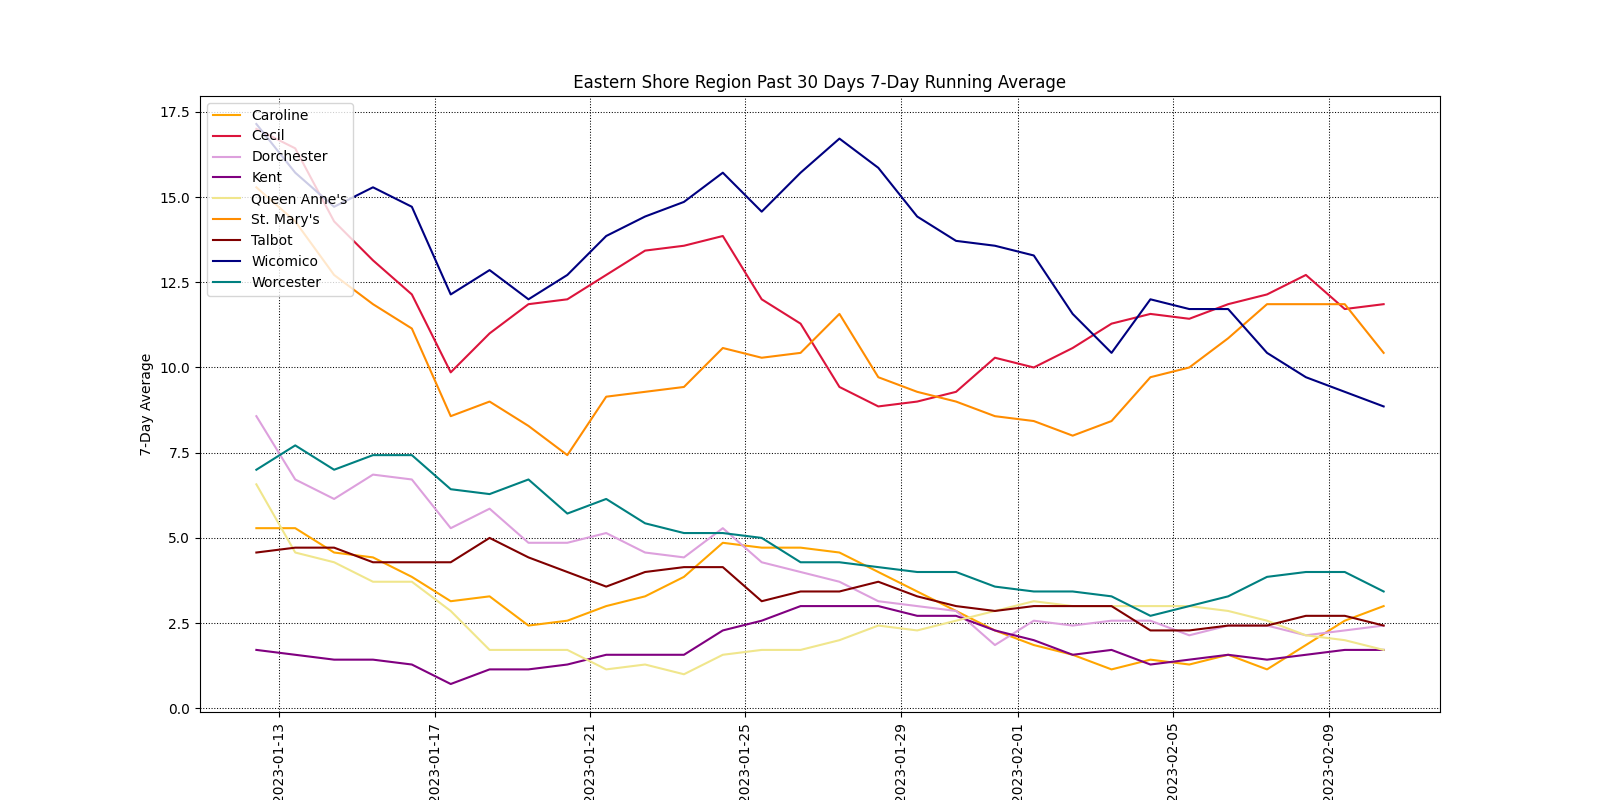 Eastern Shore Region Past 30 Days 7-Day Running Average
7-Day Average
17.5
15.0
12.5
10.0
7.5
5.0
2.5
0.0
Caroline
Cecil
Dorchester
Kent
Queen Anne's
St. Mary's
Talbot
Wicomico
Worcester
2023-01-13
2023-01-17
2023-01-21
2023-01-25
2023-01-29
2023-02-01
2023-02-05
2023-02-09